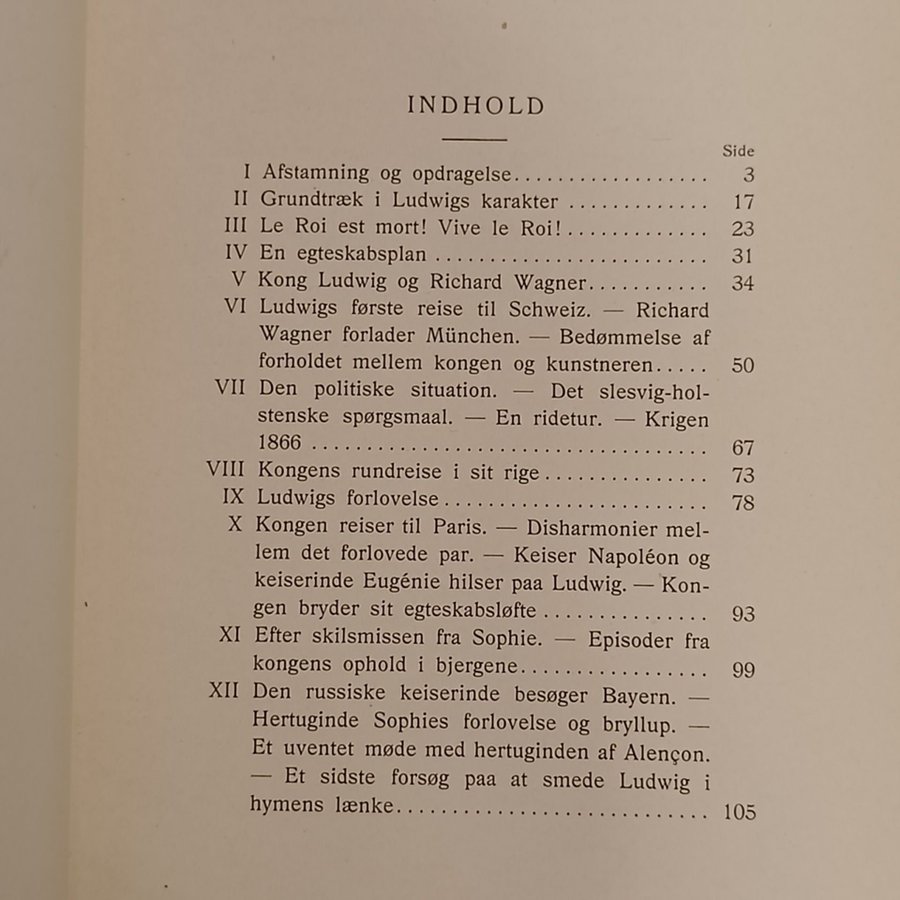 INDHOLD
Side
I Afstamning og opdragelse.................. 3
II Grundtræk i Ludwigs karakter ............. 17
III Le Roi est mort! Vive le Roi!............. 23
IV En egteskabsplan ......................... 31
V Kong Ludwig og Richard Wagner........... 34
VI Ludwigs første reise til Schweiz. — Richard
Wagner forlader München. — Bedømmelse af
forholdet mellem kongen og kunstneren..... 50
VII Den politiske situation. — Det slesvig-hol-
stenske spørgsmaal. — En ridetur. — Krigen
1866 ..................................... 67
VIII Kongens rundreise i sit rige............... 73
IX Ludwigs forlovelse........................ 78
X Kongen reiser til Paris. — Disharmonier mel-
lem det forlovede par. — Keiser Napoléon og
keiserinde Eugénie hilser paa Ludwig. — Kon-
gen bryder sit egteskabsløfte ............... 93
XI Efter skilsmissen fra Sophie. — Episoder fra
kongens ophold i bjergene................. 99
XII Den russiske keiserinde besøger Bayern. —
Hertuginde Sophies forlovelse og bryllup. —
Et uventet møde med hertuginden af Alençon.
— Et sidste forsøg paa at smede Ludwig i
hymens lænke............................. 105